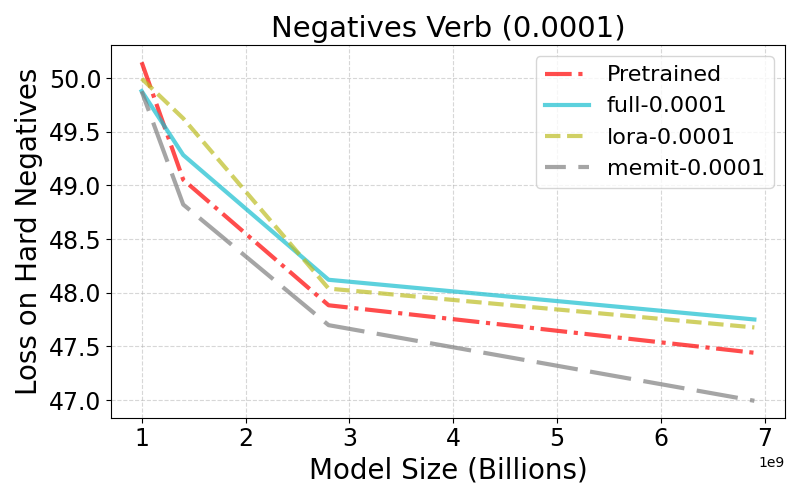 Negatives Verb (0.0001)
Loss on Hard Negatives
50.0
49.5
49.0
48.5
48.0
47.5
47.0
Pretrained
full-0.0001
lora-0.0001
memit-0.0001
1 2 3 4 5 6 7
1e9
Model Size (Billions)